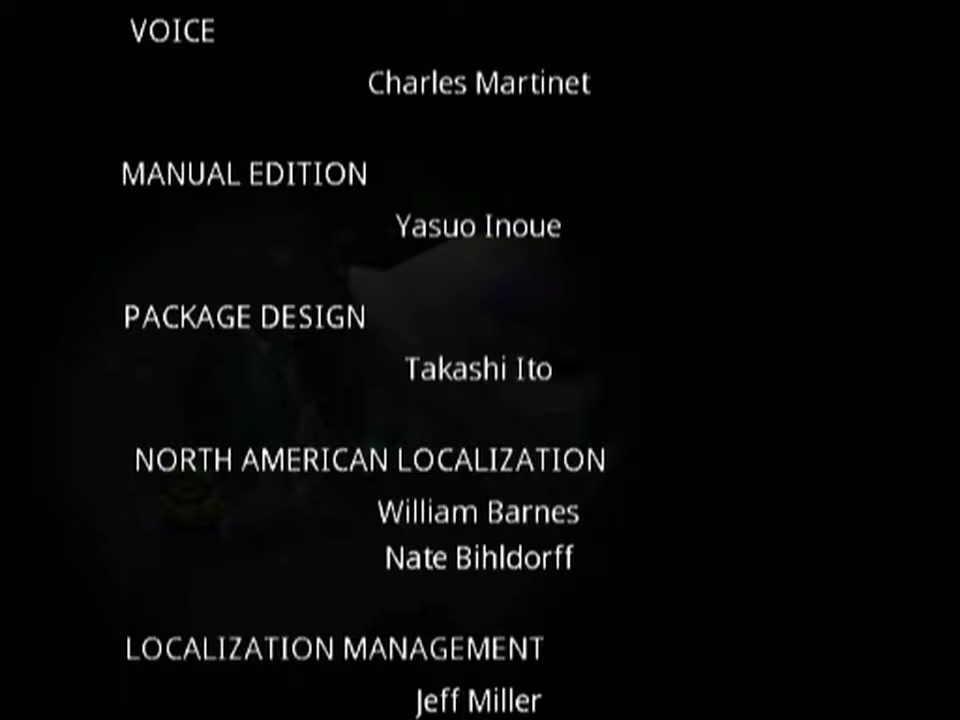 VOICE
Charles Martinet
MANUAL EDITION
Yasuo Inoue
PACKAGE DESIGN
Takashi Ito
NORTH AMERICAN LOCALIZATION
William Barnes
Nate Bihldorff
LOCALIZATION MANAGEMENT
Jeff Miller